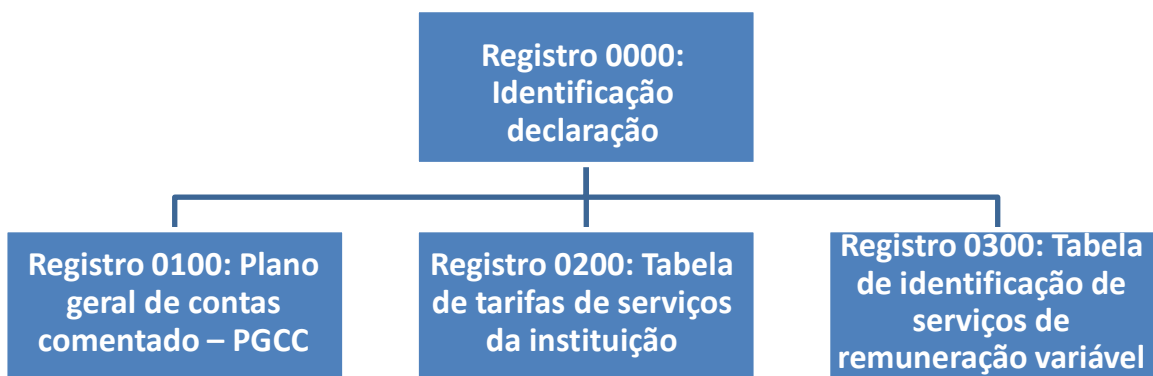 Registro 0000:
Identificação
declaração
Registro 0100: Plano
geral de contas
comentado – PGCC
Registro 0200: Tabela
de tarifas de serviços
da instituição
Registro 0300: Tabela
de identificação de
serviços de
remuneração variável